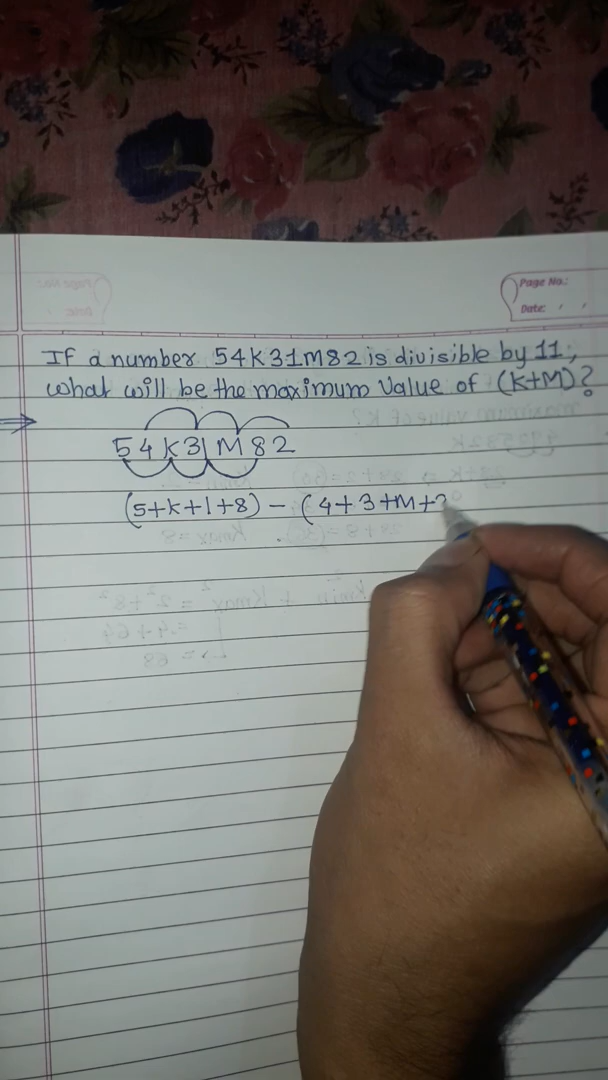 Page No.:
Date:
If a number 54K31M82 is divisible by 11,
what will be the maximum value of (K+M)?
54K31M82
(5+K+1+8) - (4+3+M+2